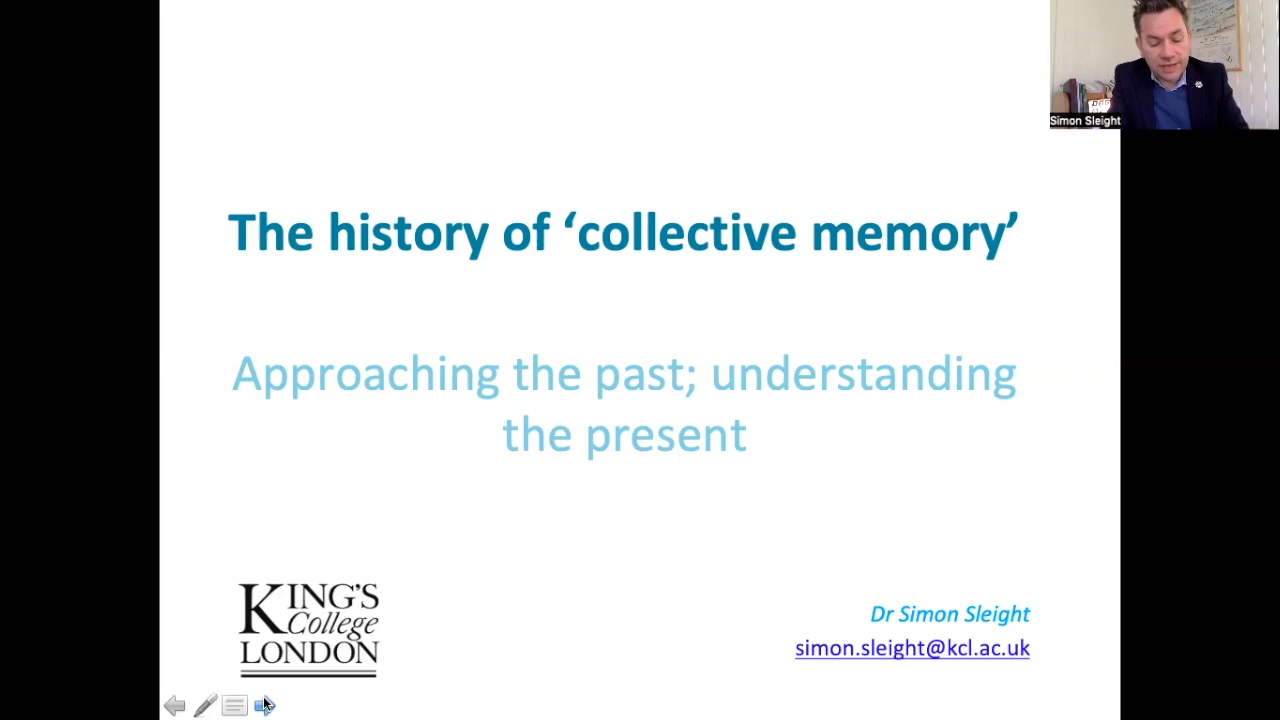 Simon Sleight
The history of ‘collective memory’
Approaching the past; understanding
the present
KING'S
College
LONDON
Dr Simon Sleight
simon.sleight@kcl.ac.uk